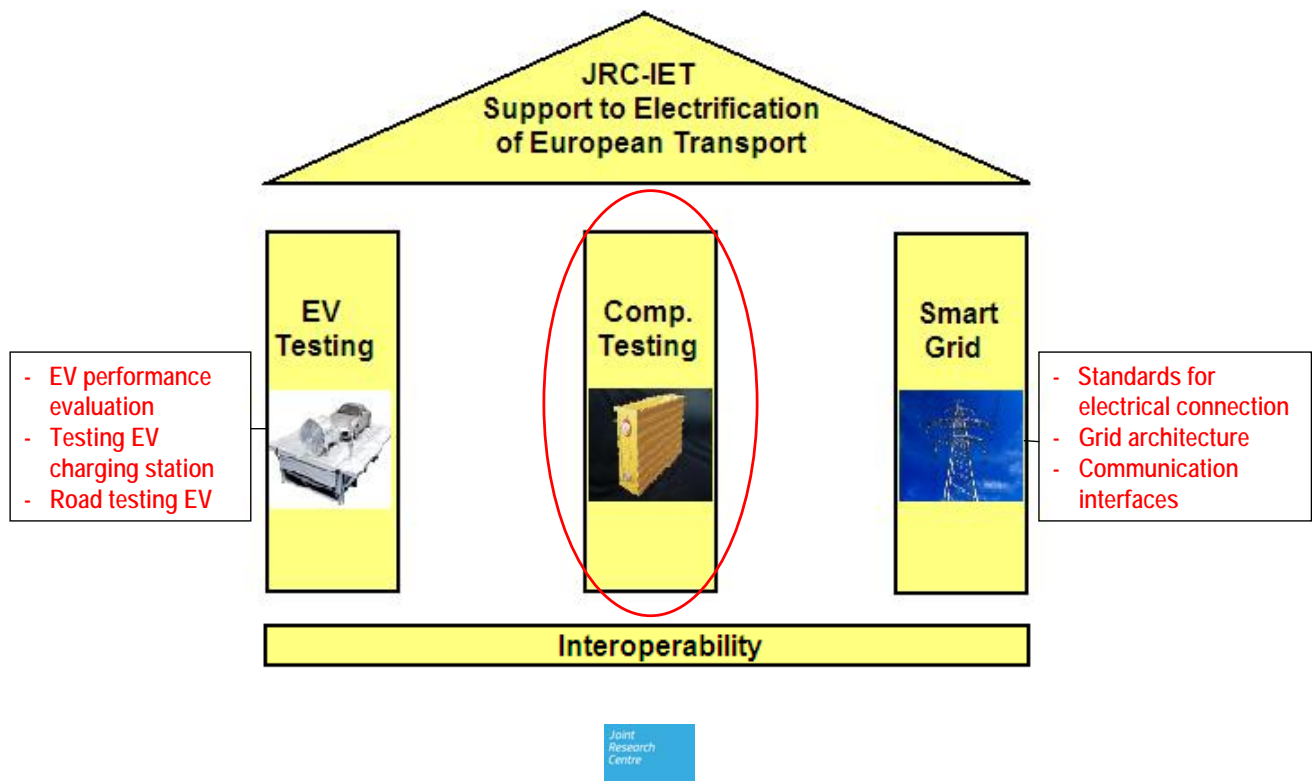 JRC-IET
Support to Electrification
of European Transport
EV
Testing
Comp.
Testing
Smart
Grid
- EV performance
evaluation
- Testing EV
charging station
- Road testing EV
- Standards for
electrical connection
- Grid architecture
- Communication
interfaces
Interoperability
Joint
Research
Centre